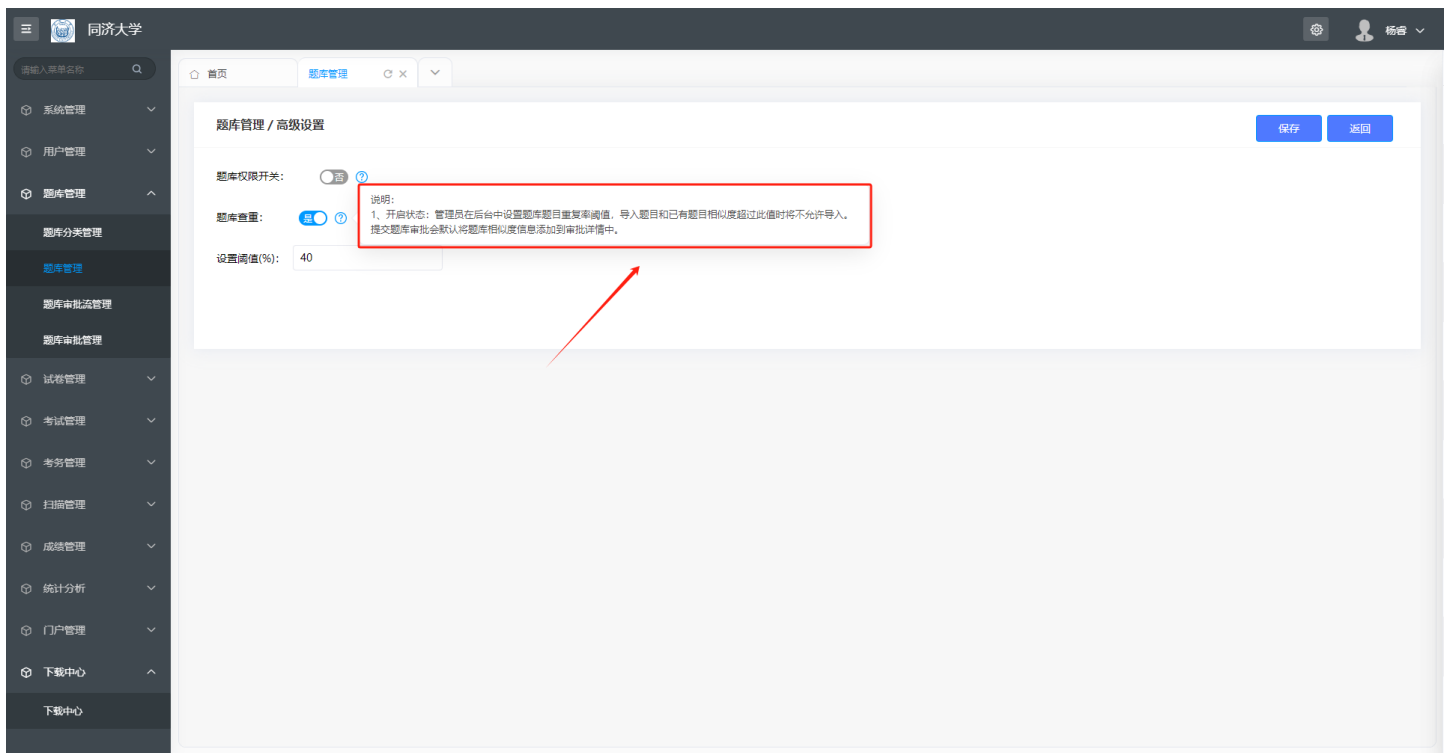 同济大学
杨睿
请输入菜单名称
首页
题库管理
系统管理
用户管理
题库管理
题库分类管理
题库管理
题库审批流管理
题库审批管理
试卷管理
考试管理
考务管理
扫描管理
成绩管理
统计分析
门户管理
下载中心
下载中心
题库管理 / 高级设置
保存
返回
题库权限开关：
否
题库查重：
是
说明：
1、开启状态：管理员在后台中设置题库题目重复率阈值，导入题目和已有题目相似度超过此值时将不允许导入。
提交题库审批会默认将题库相似度信息添加到审批详情中。
设置阈值(%)：
40